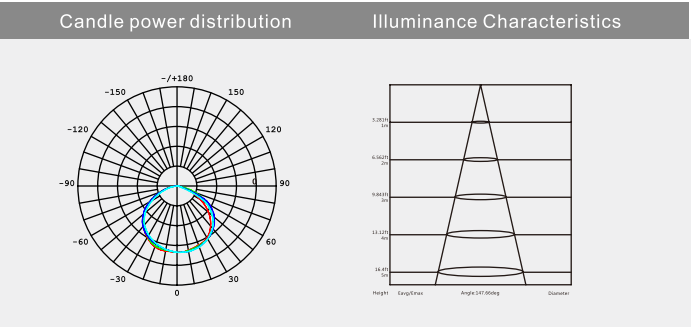 Candle power distribution
Illuminance Characteristics
-/+180
-150 150
-120 120
-90 0 90
-60 60
-30 30
0
3.281ft
1m
6.562ft
2m
9.843ft
3m
13.12ft
4m
16.4ft
5m
Height Eavg/Emax Angle:147.66deg Diameter